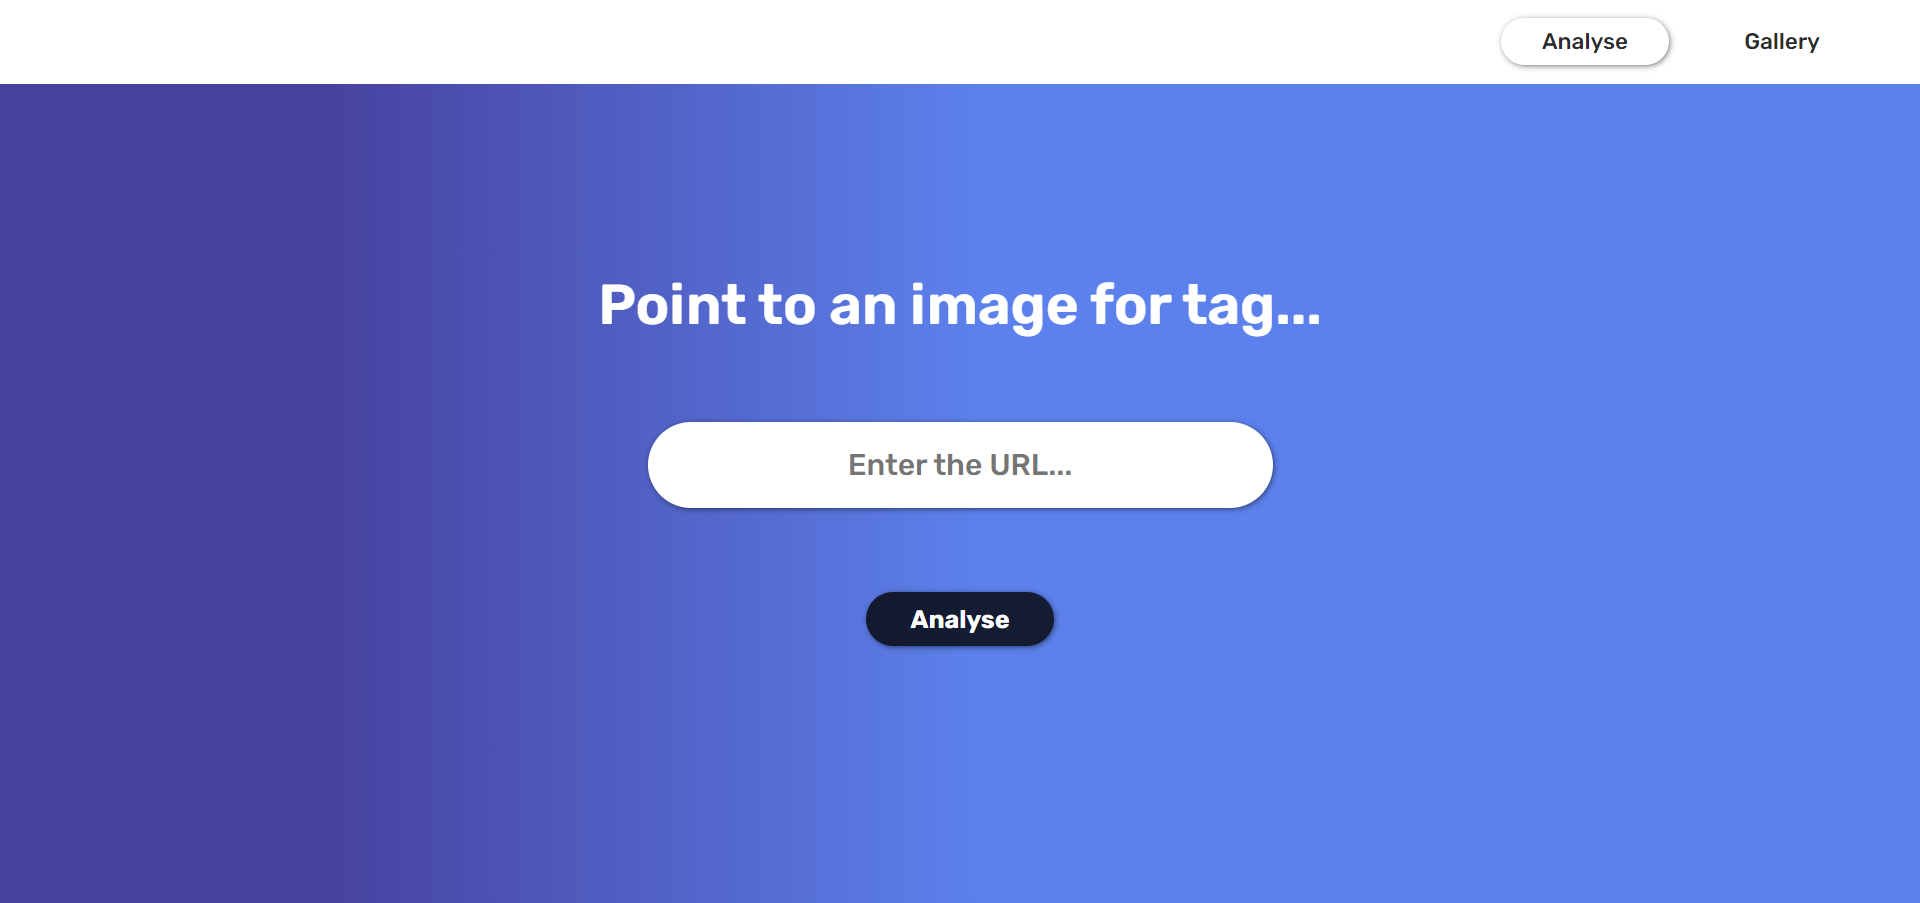 Analyse Gallery
Point to an image for tag...
Enter the URL...
Analyse